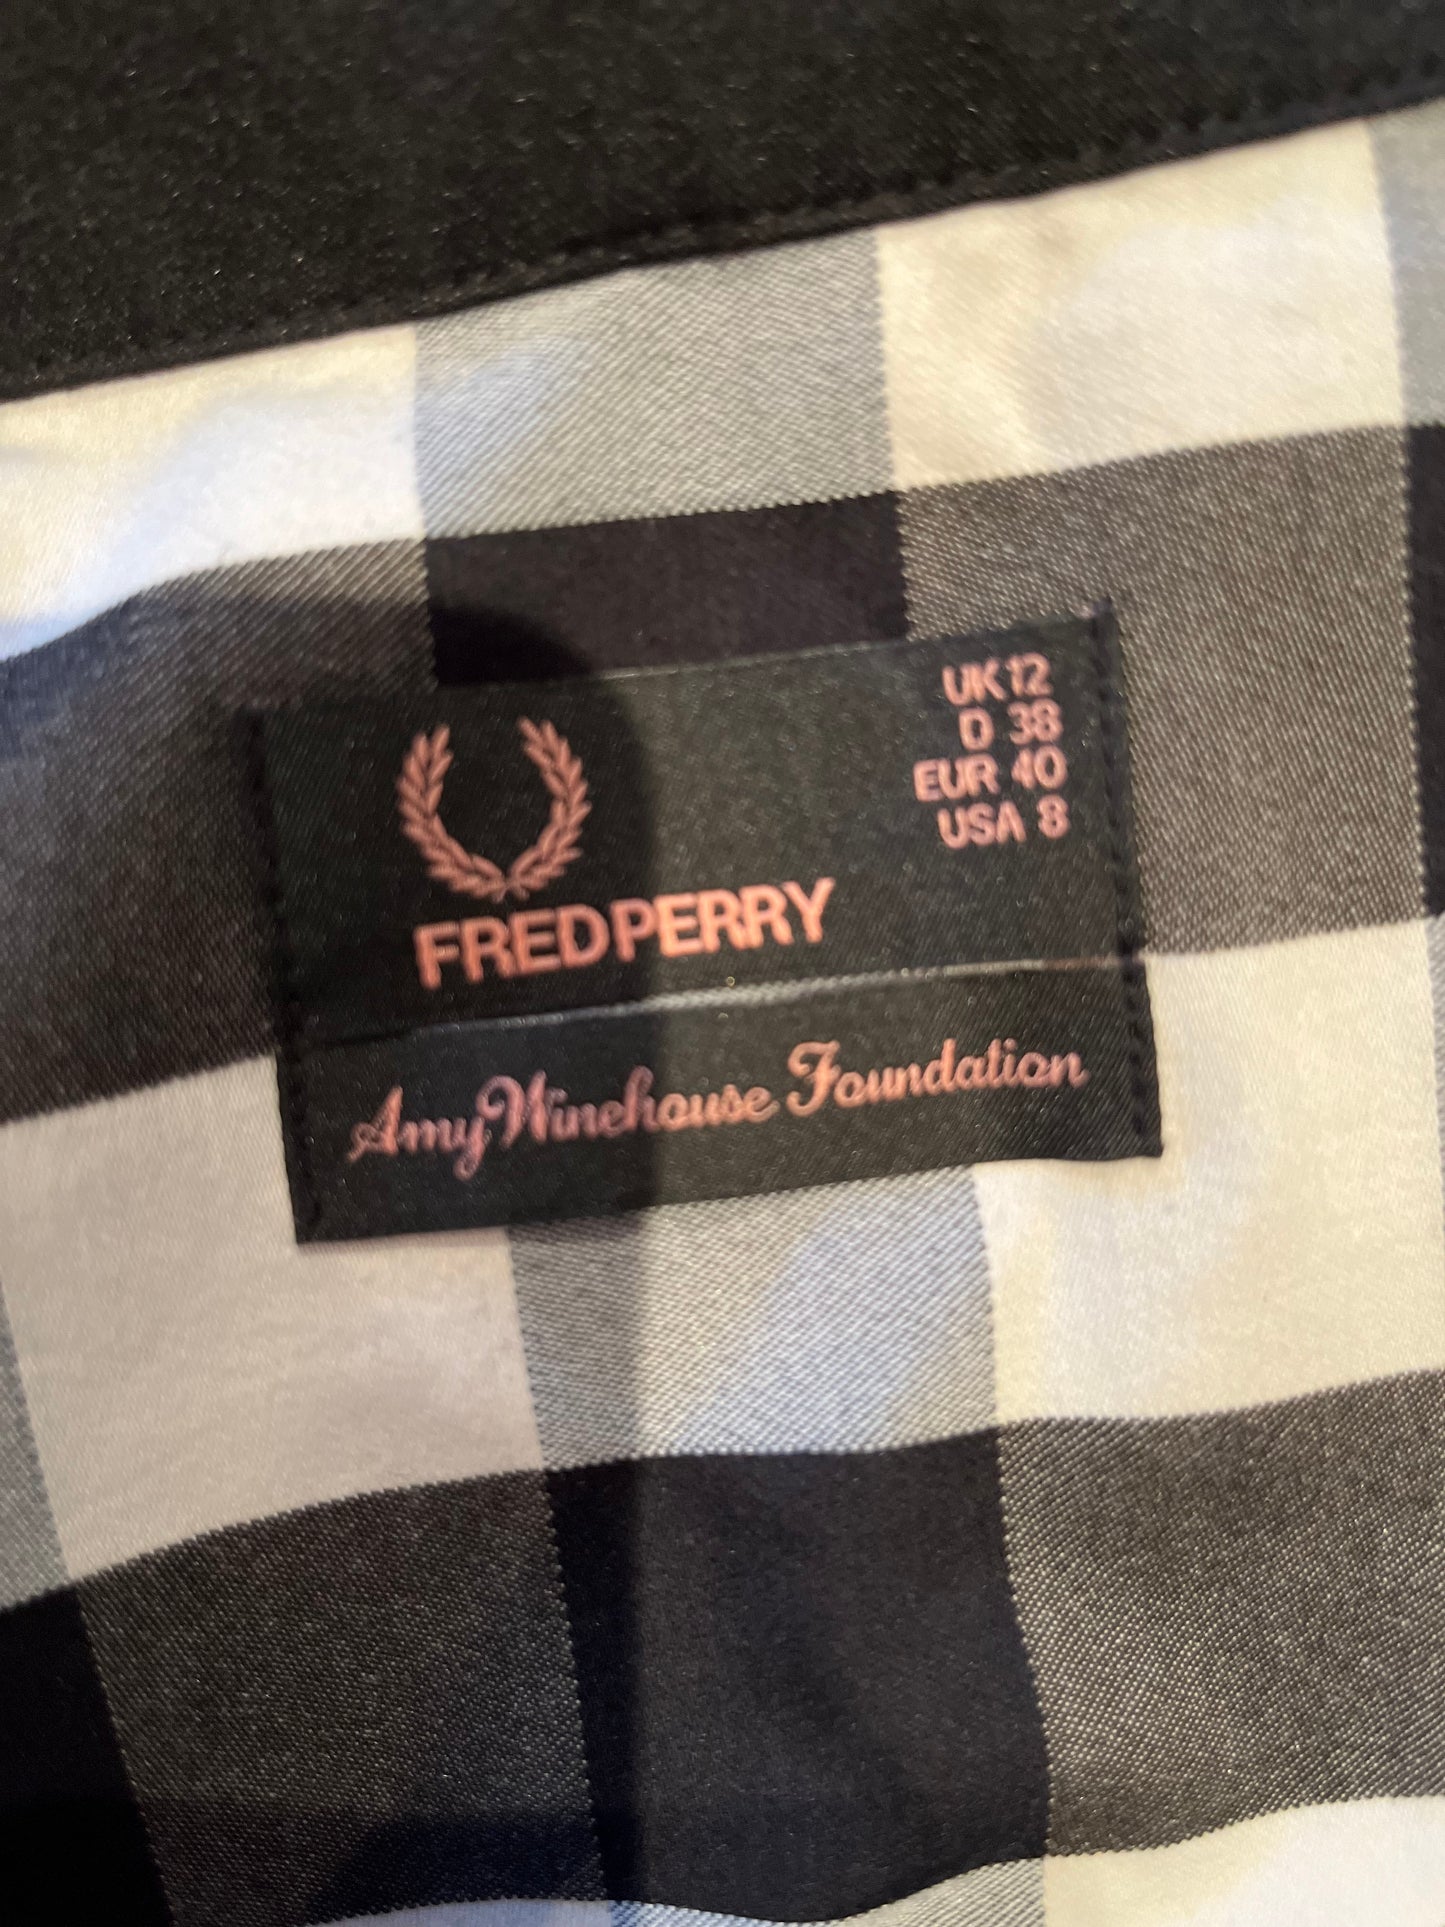 UK 12
D 38
EUR 40
USA 8
FRED PERRY
Amy Winehouse Foundation